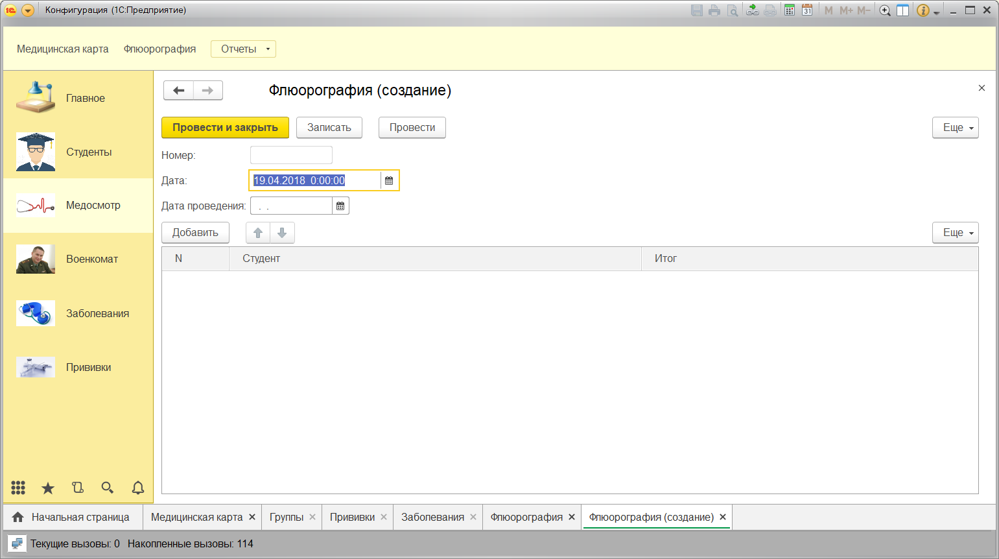 Конфигурация (1С:Предприятие)
31 M M+ M−
Медицинская карта Флюорография Отчеты
Главное
Студенты
Медосмотр
Военкомат
Заболевания
Прививки
Флюорография (создание)
Провести и закрыть Записать Провести Еще
Номер:
Дата: 19.04.2018 0:00:00
Дата проведения: . .
Добавить Еще
N Студент Итог
Начальная страница Медицинская карта Группы Прививки Заболевания Флюорография Флюорография (создание)
Текущие вызовы: 0 Накопленные вызовы: 114